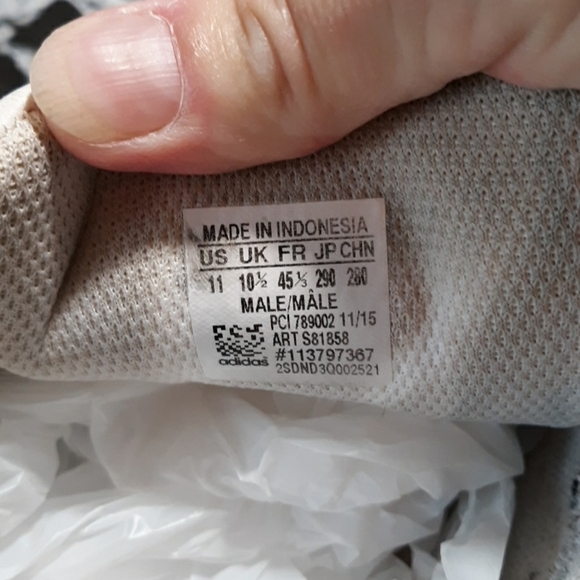 MADE IN INDONESIA
US UK FR JP CHN
11 10½ 45⅓ 290 280
MALE/MÂLE
PCI 789002 11/15
ART S81858
#113797367
adidas 2SDND3Q002521